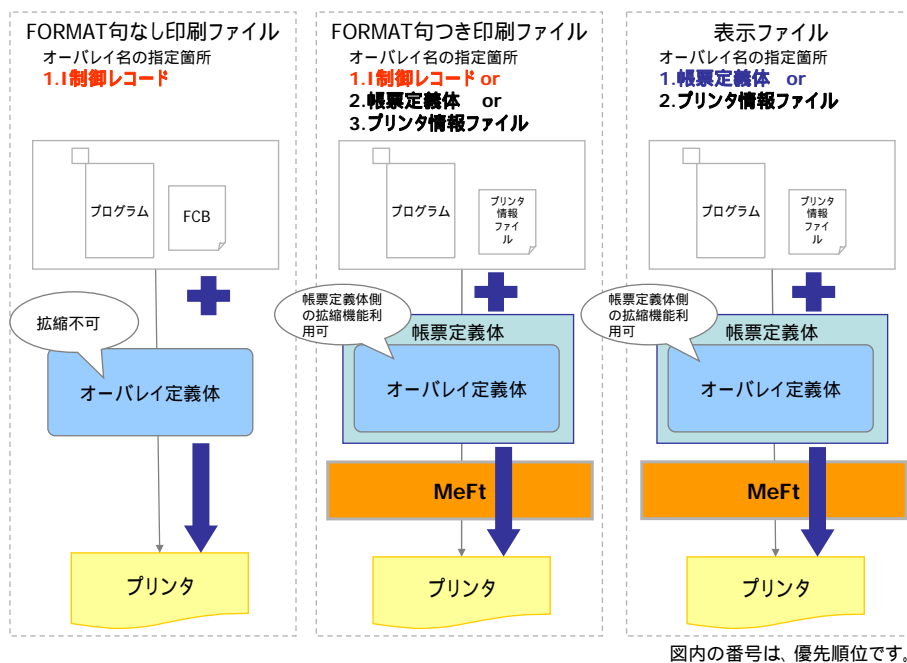 FORMAT句なし印刷ファイル
オーバレイ名の指定箇所
1.I制御レコード
プログラム
FCB
拡縮不可
オーバレイ定義体
プリンタ
FORMAT句つき印刷ファイル
オーバレイ名の指定箇所
1.I制御レコード or
2.帳票定義体 or
3.プリンタ情報ファイル
プログラム
プリンタ
情報
ファイ
ル
帳票定義体側
の拡縮機能利
用可
帳票定義体
オーバレイ定義体
MeFt
プリンタ
表示ファイル
オーバレイ名の指定箇所
1.帳票定義体 or
2.プリンタ情報ファイル
プログラム
プリンタ
情報
ファイ
ル
帳票定義体側
の拡縮機能利
用可
帳票定義体
オーバレイ定義体
MeFt
プリンタ
図内の番号は、優先順位です。